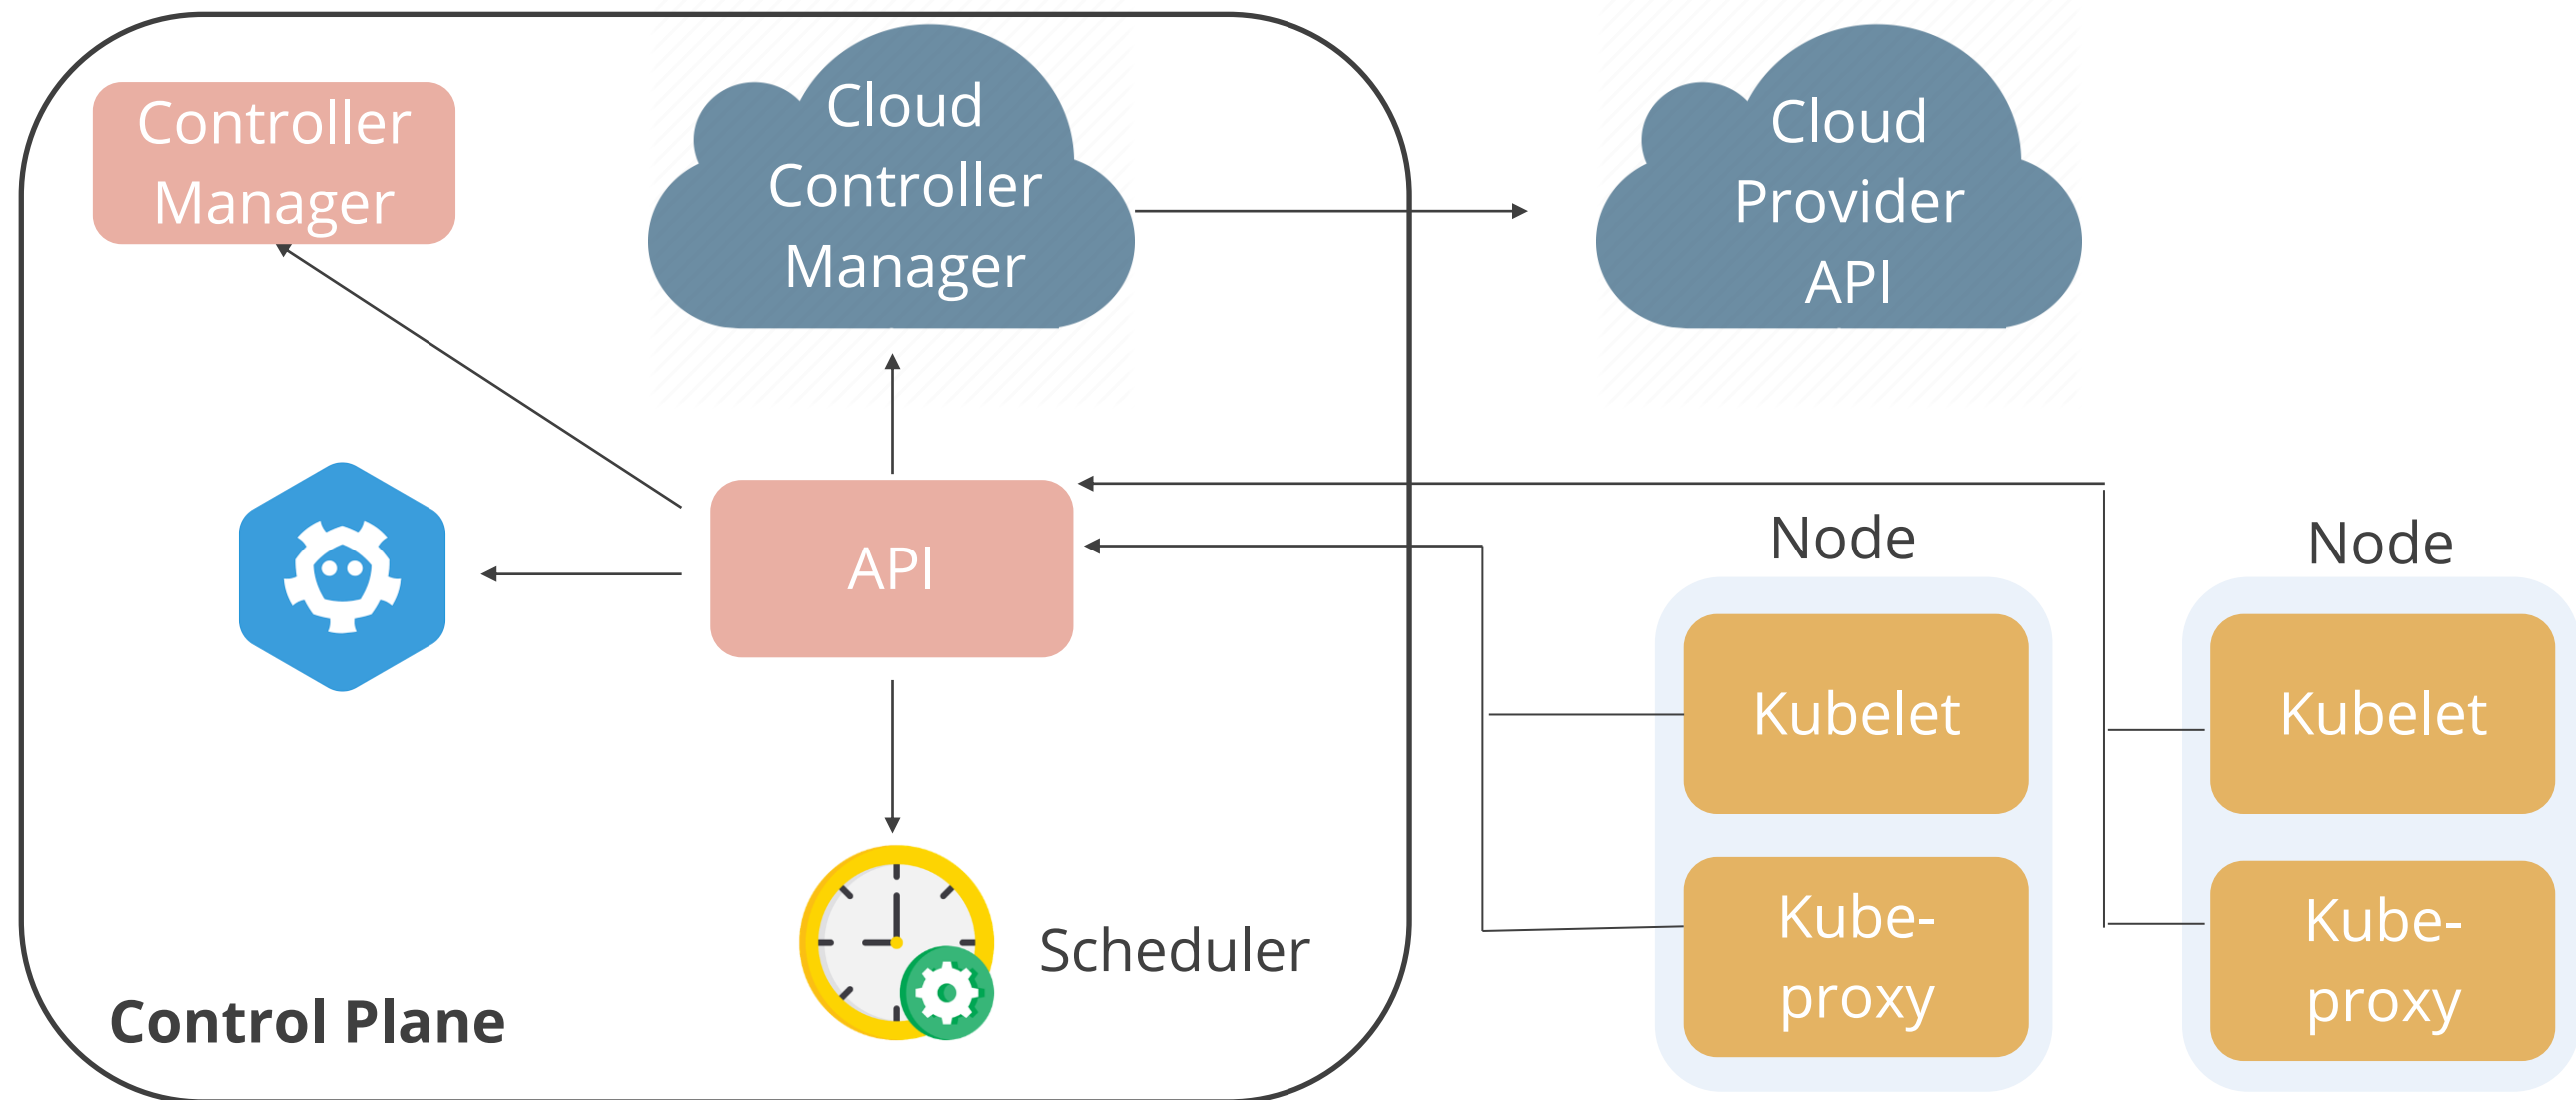 Controller
Manager
Cloud
Controller
Manager
Cloud
Provider
API
API
Node
Kubelet
Kube-
proxy
Node
Kubelet
Kube-
proxy
Scheduler
Control Plane